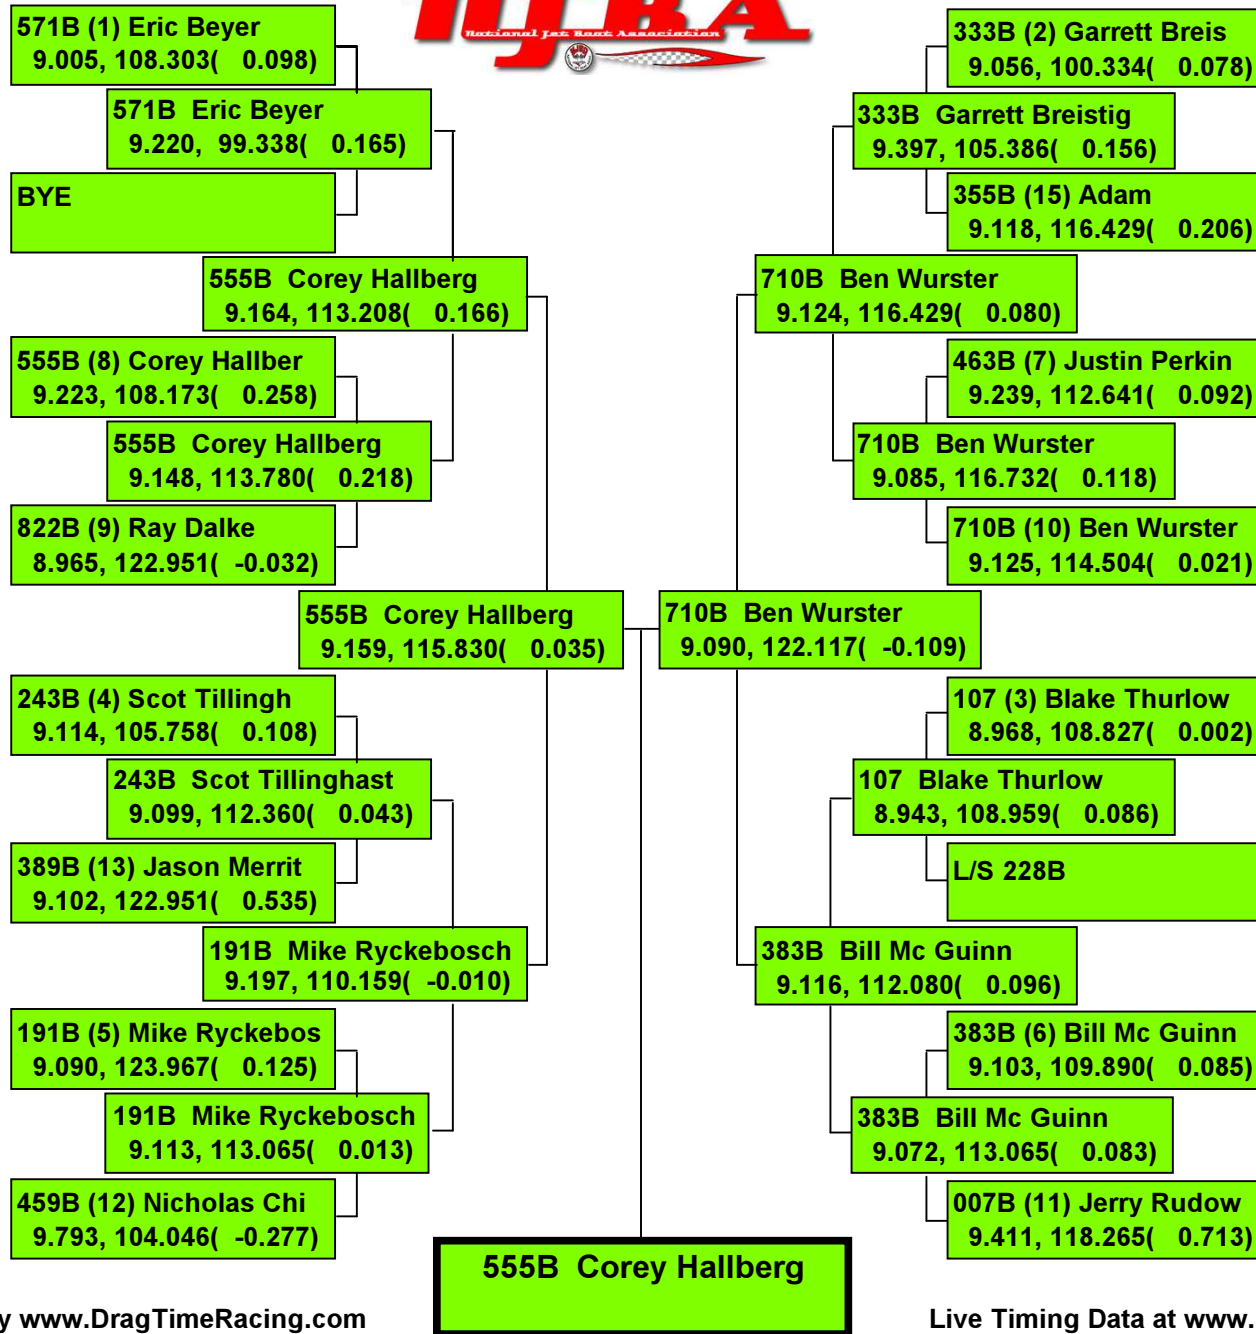 NJBA
National Jet Boat Association
571B (1) Eric Beyer
9.005, 108.303( 0.098)
571B Eric Beyer
9.220, 99.338( 0.165)
BYE
555B Corey Hallberg
9.164, 113.208( 0.166)
555B (8) Corey Hallber
9.223, 108.173( 0.258)
555B Corey Hallberg
9.148, 113.780( 0.218)
822B (9) Ray Dalke
8.965, 122.951( -0.032)
555B Corey Hallberg
9.159, 115.830( 0.035)
243B (4) Scot Tillingh
9.114, 105.758( 0.108)
243B Scot Tillinghast
9.099, 112.360( 0.043)
389B (13) Jason Merrit
9.102, 122.951( 0.535)
191B Mike Ryckebosch
9.197, 110.159( -0.010)
191B (5) Mike Ryckebos
9.090, 123.967( 0.125)
191B Mike Ryckebosch
9.113, 113.065( 0.013)
459B (12) Nicholas Chi
9.793, 104.046( -0.277)
333B (2) Garrett Breis
9.056, 100.334( 0.078)
333B Garrett Breistig
9.397, 105.386( 0.156)
355B (15) Adam
9.118, 116.429( 0.206)
710B Ben Wurster
9.124, 116.429( 0.080)
463B (7) Justin Perkin
9.239, 112.641( 0.092)
710B Ben Wurster
9.085, 116.732( 0.118)
710B (10) Ben Wurster
9.125, 114.504( 0.021)
710B Ben Wurster
9.090, 122.117( -0.109)
107 (3) Blake Thurlow
8.968, 108.827( 0.002)
107 Blake Thurlow
8.943, 108.959( 0.086)
L/S 228B
383B Bill Mc Guinn
9.116, 112.080( 0.096)
383B (6) Bill Mc Guinn
9.103, 109.890( 0.085)
383B Bill Mc Guinn
9.072, 113.065( 0.083)
007B (11) Jerry Rudow
9.411, 118.265( 0.713)
555B Corey Hallberg
y www.DragTimeRacing.com
Live Timing Data at www.